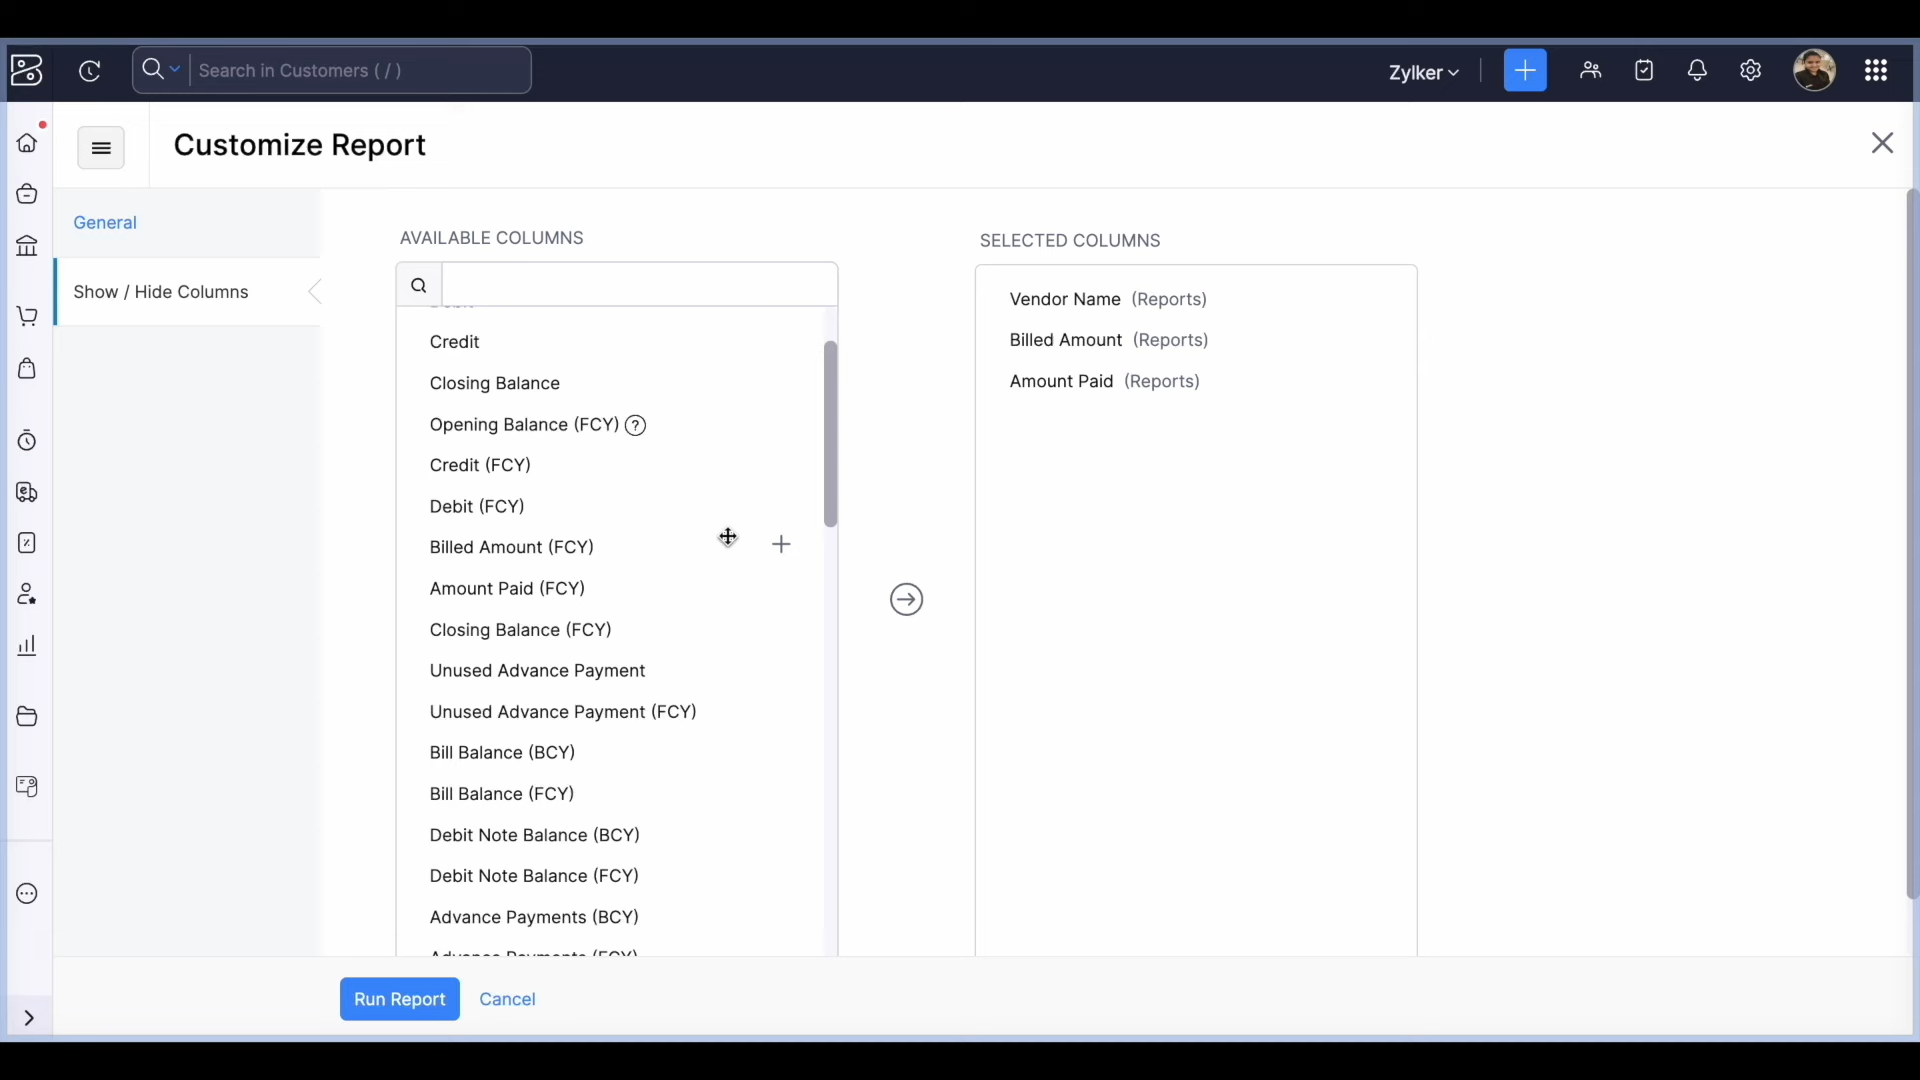 Search in Customers ( / )
Zylker
Customize Report
General
Show / Hide Columns
AVAILABLE COLUMNS
Credit
Closing Balance
Opening Balance (FCY) ?
Credit (FCY)
Debit (FCY)
Billed Amount (FCY)
Amount Paid (FCY)
Closing Balance (FCY)
Unused Advance Payment
Unused Advance Payment (FCY)
Bill Balance (BCY)
Bill Balance (FCY)
Debit Note Balance (BCY)
Debit Note Balance (FCY)
Advance Payments (BCY)
Advance Payments (FCY)
SELECTED COLUMNS
Vendor Name (Reports)
Billed Amount (Reports)
Amount Paid (Reports)
Run Report
Cancel